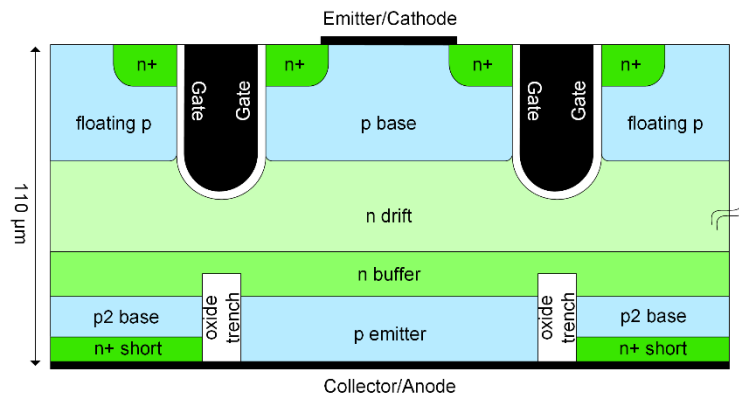 Emitter/Cathode
n+
n+
n+
n+
Gate
Gate
Gate
Gate
floating p
p base
floating p
110 µm
n drift
n buffer
p2 base
oxide
trench
p emitter
oxide
trench
p2 base
n+ short
n+ short
Collector/Anode